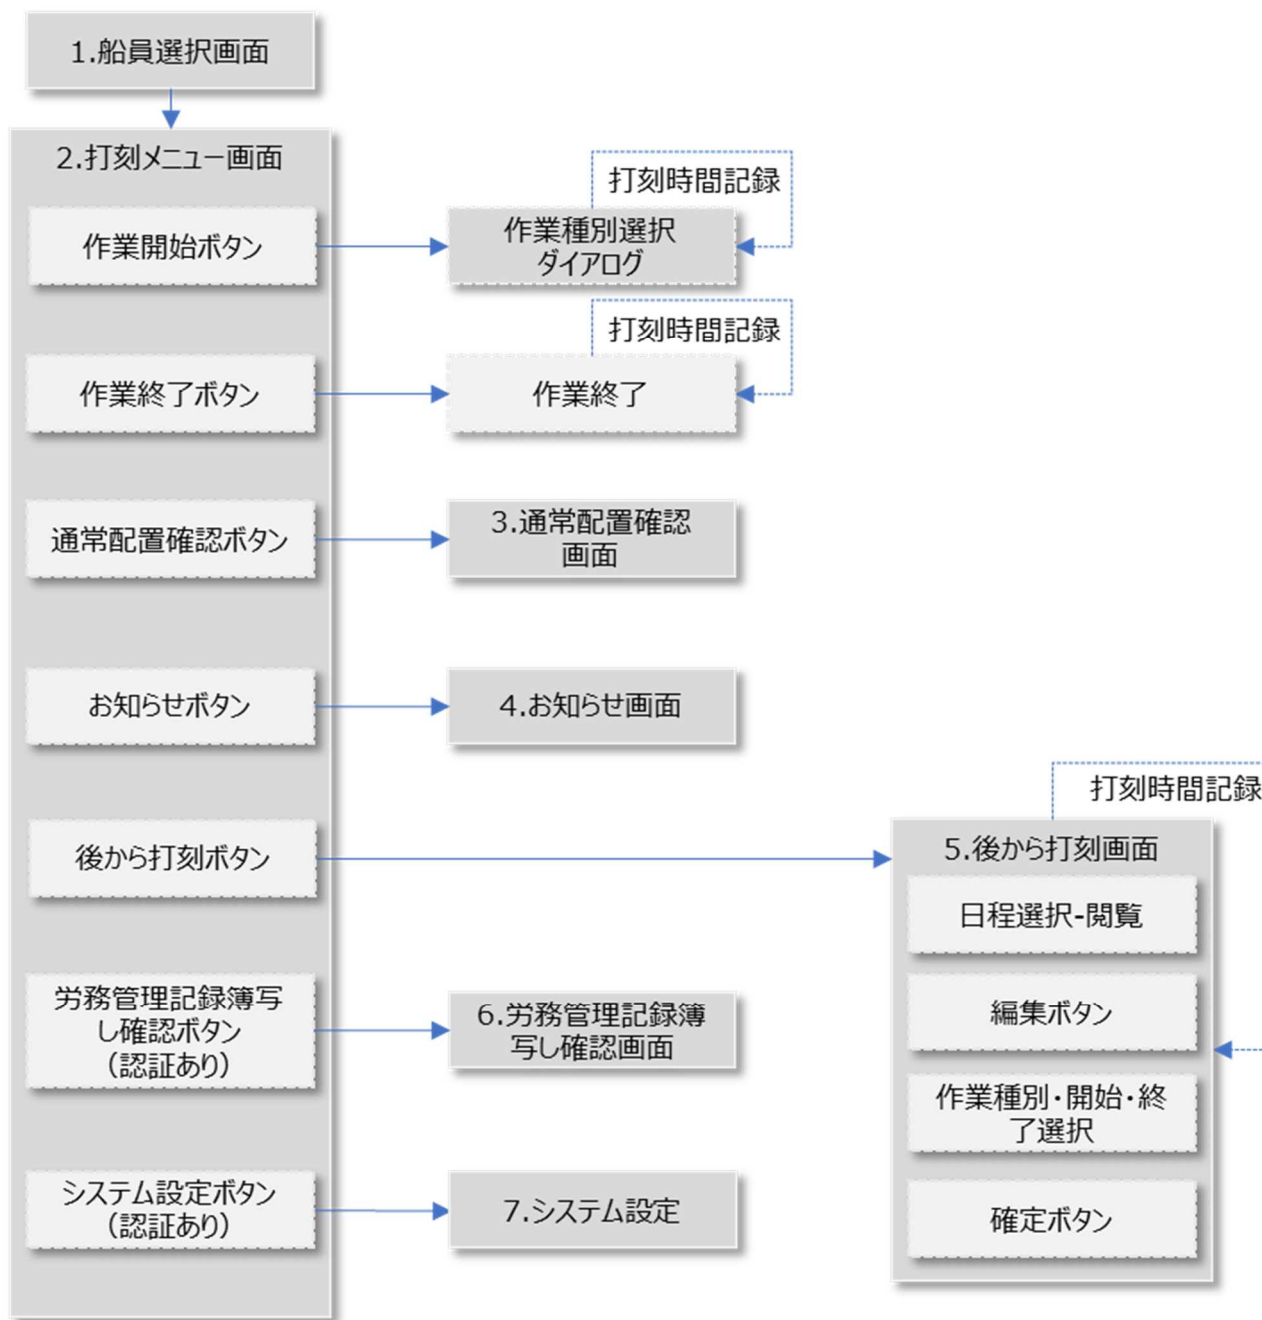 1.船員選択画面
2.打刻メニュー画面
打刻時間記録
作業開始ボタン
作業種別選択
ダイアログ
打刻時間記録
作業終了ボタン
作業終了
通常配置確認ボタン
3.通常配置確認
画面
お知らせボタン
4.お知らせ画面
打刻時間記録
後から打刻ボタン
5.後から打刻画面
日程選択-閲覧
編集ボタン
作業種別・開始・終
了選択
確定ボタン
労務管理記録簿写
し確認ボタン
（認証あり）
6.労務管理記録簿
写し確認画面
システム設定ボタン
（認証あり）
7.システム設定